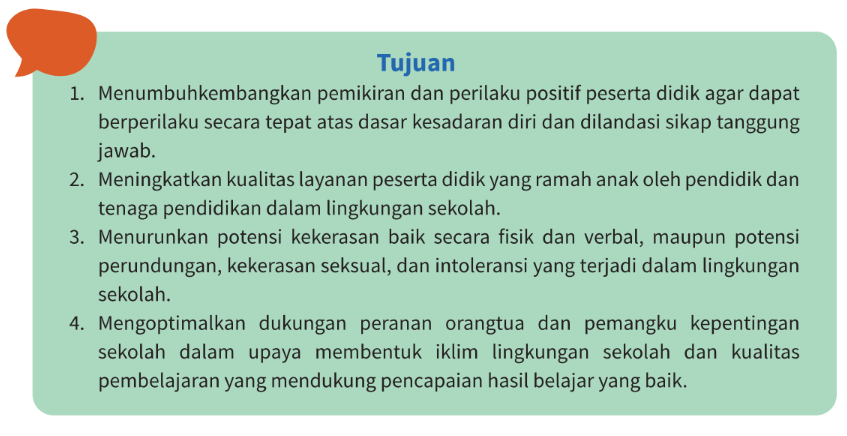 Tujuan
1. Menumbuhkembangkan pemikiran dan perilaku positif peserta didik agar dapat
berperilaku secara tepat atas dasar kesadaran diri dan dilandasi sikap tanggung
jawab.
2. Meningkatkan kualitas layanan peserta didik yang ramah anak oleh pendidik dan
tenaga pendidikan dalam lingkungan sekolah.
3. Menurunkan potensi kekerasan baik secara fisik dan verbal, maupun potensi
perundungan, kekerasan seksual, dan intoleransi yang terjadi dalam lingkungan
sekolah.
4. Mengoptimalkan dukungan peranan orangtua dan pemangku kepentingan
sekolah dalam upaya membentuk iklim lingkungan sekolah dan kualitas
pembelajaran yang mendukung pencapaian hasil belajar yang baik.